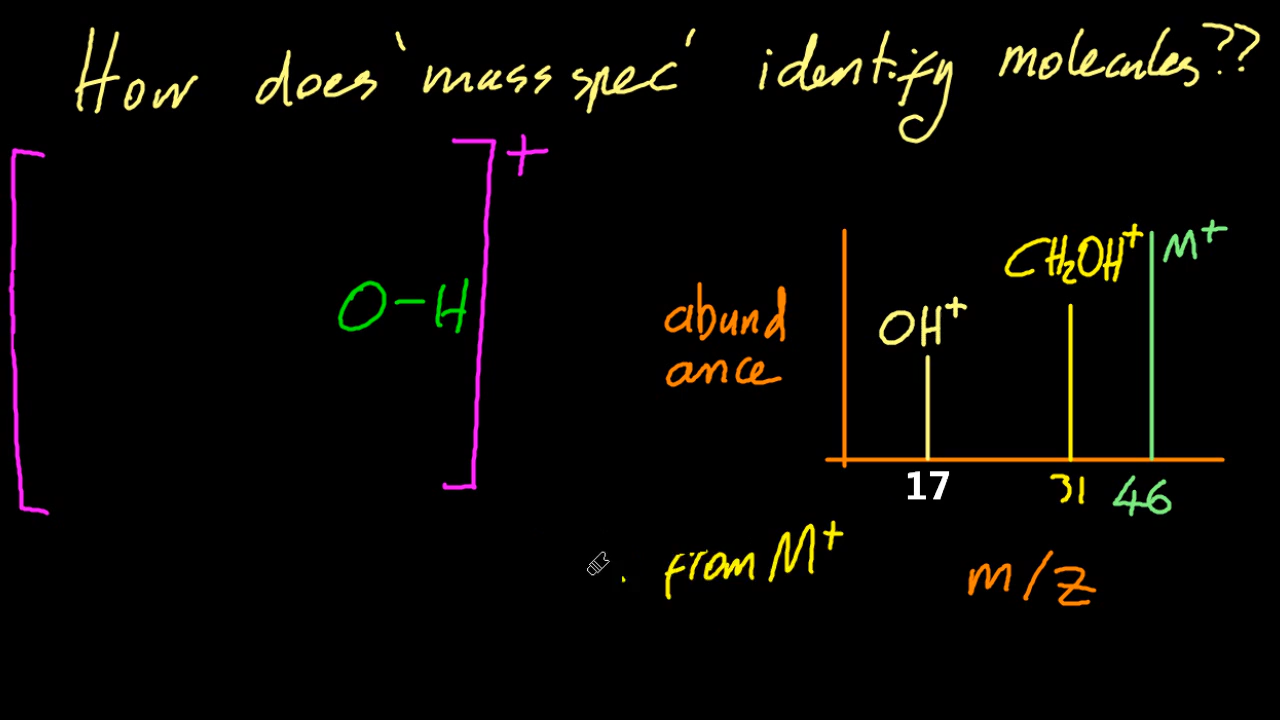 How does 'mass spec' identify molecules??
[O-H]+
abund
ance
OH+
CH₂OH+
M+
17
31
46
. from M+
m/z